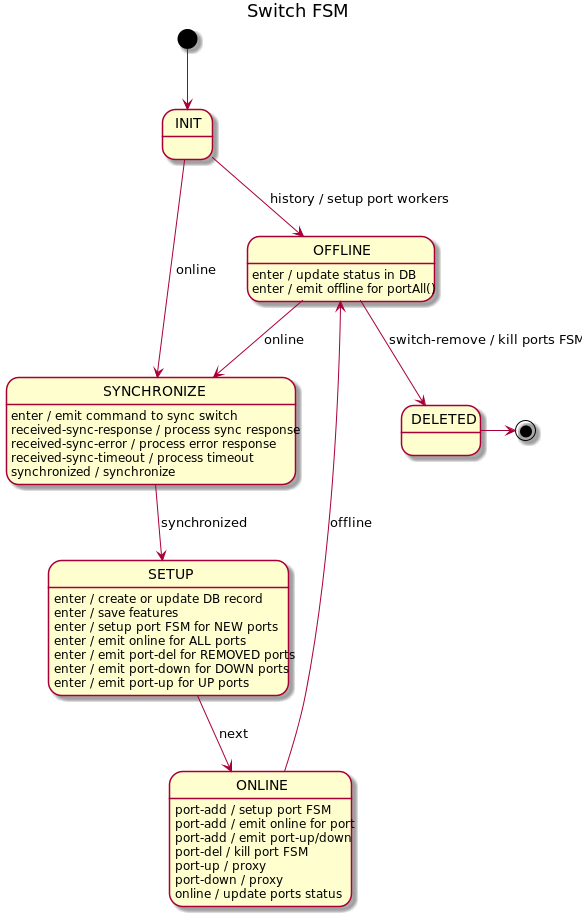 Switch FSM
INIT
history / setup port workers
OFFLINE
enter / update status in DB
enter / emit offline for portAll()
online
online
switch-remove / kill ports FSM
SYNCHRONIZE
enter / emit command to sync switch
received-sync-response / process sync response
received-sync-error / process error response
received-sync-timeout / process timeout
synchronized / synchronize
DELETED
synchronized
offline
SETUP
enter / create or update DB record
enter / save features
enter / setup port FSM for NEW ports
enter / emit online for ALL ports
enter / emit port-del for REMOVED ports
enter / emit port-down for DOWN ports
enter / emit port-up for UP ports
next
ONLINE
port-add / setup port FSM
port-add / emit online for port
port-add / emit port-up/down
port-del / kill port FSM
port-up / proxy
port-down / proxy
online / update ports status